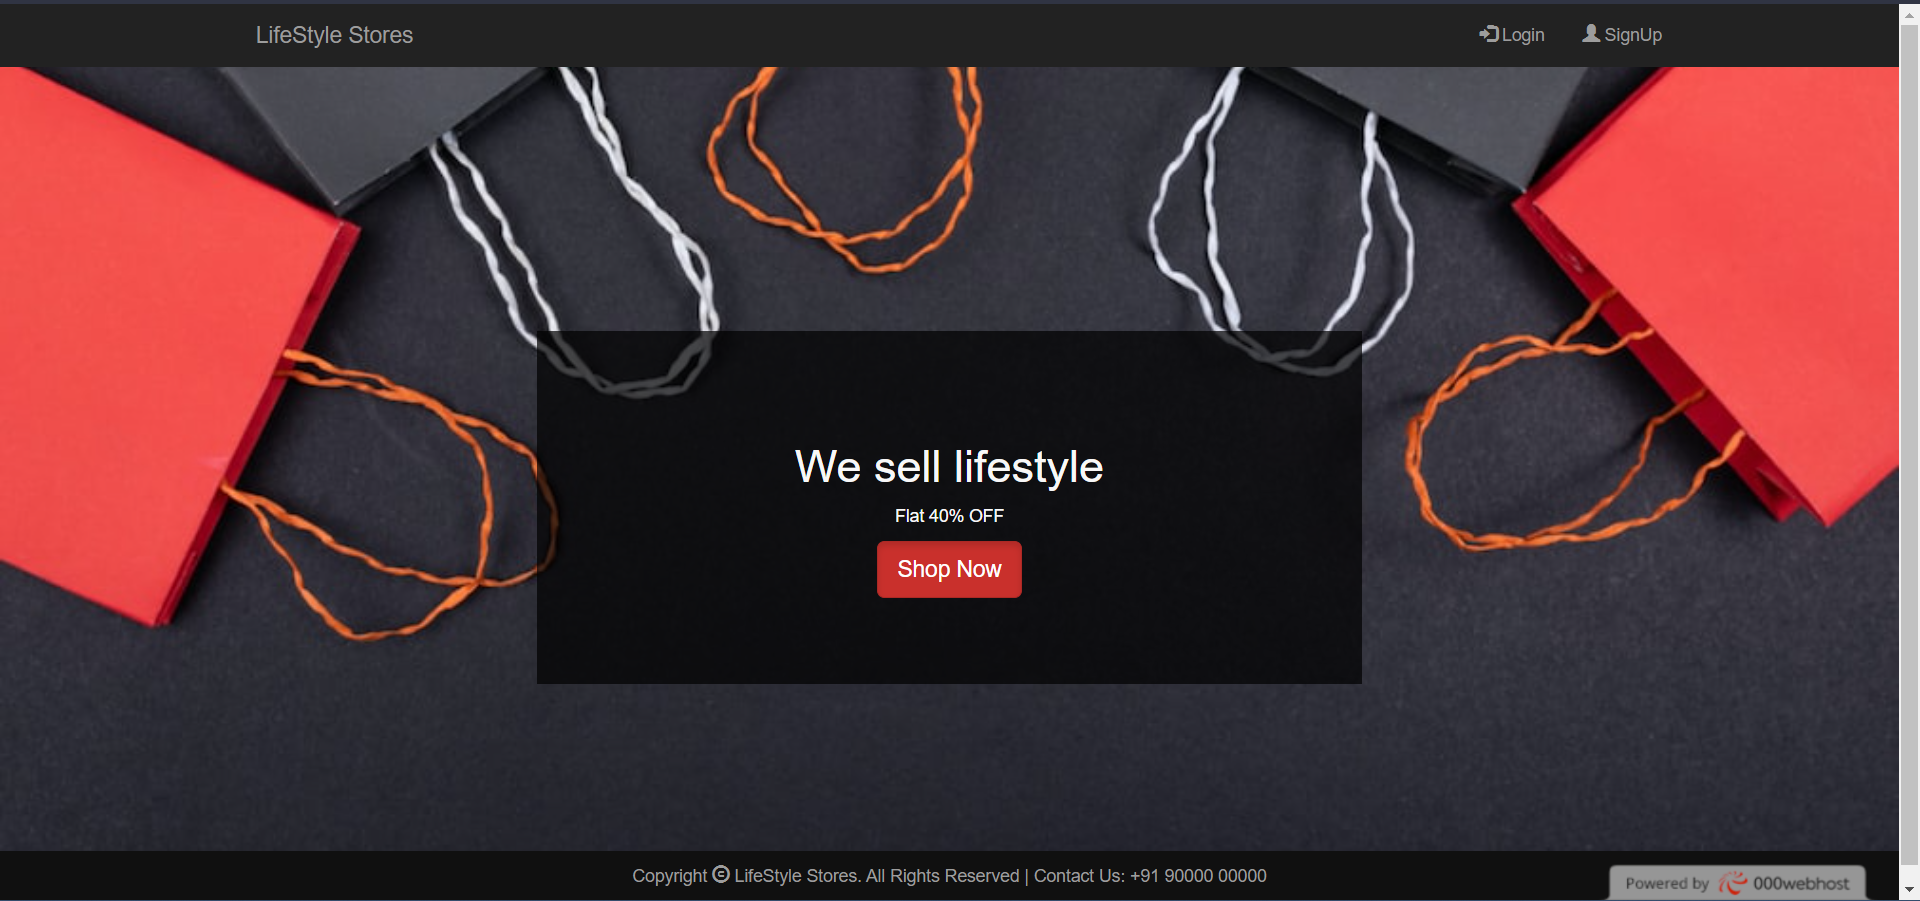 LifeStyle Stores
Login
SignUp
We sell lifestyle
Flat 40% OFF
Shop Now
Copyright © LifeStyle Stores. All Rights Reserved | Contact Us: +91 90000 00000
Powered by 000webhost